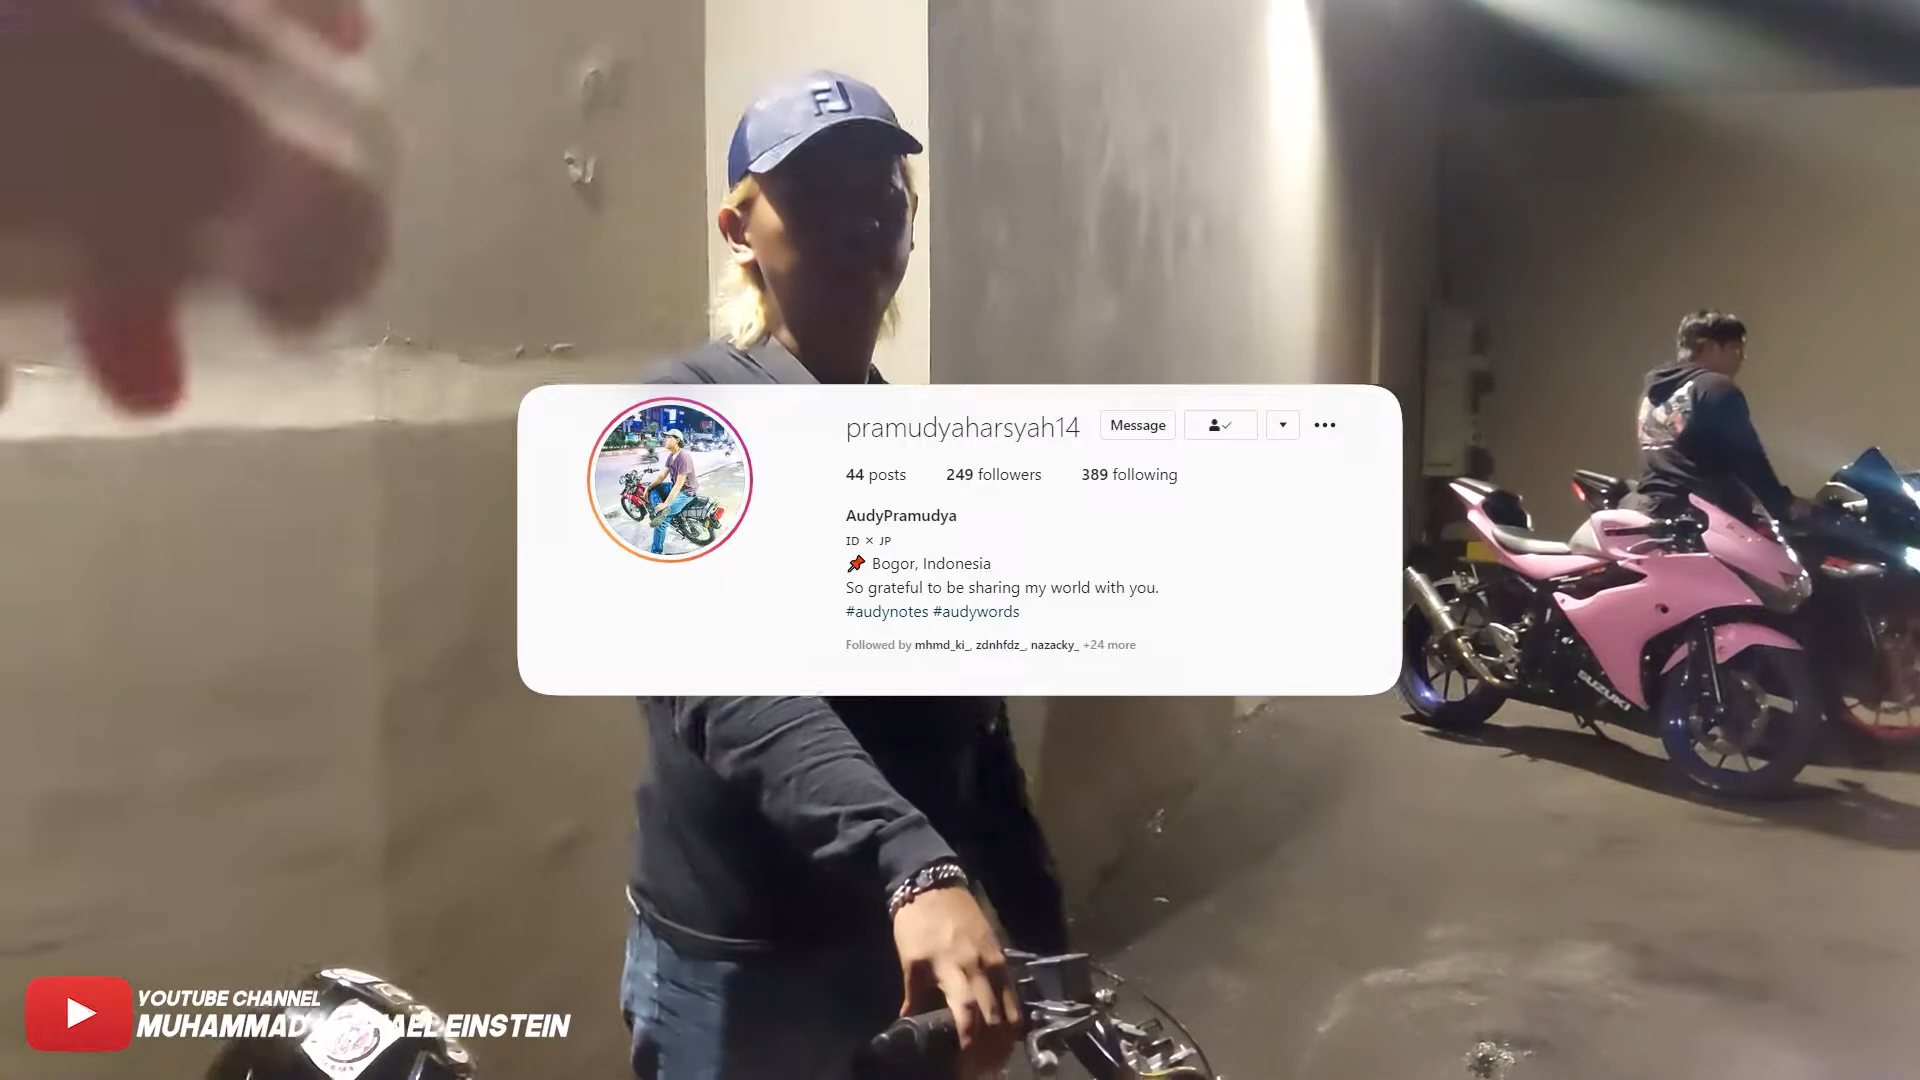 FJ
pramudyaharsyah14 Message
44 posts 249 followers 389 following
AudyPramudya
ID × JP
📌 Bogor, Indonesia
So grateful to be sharing my world with you.
#audynotes #audywords
Followed by mhmd_ki_, zdnhfdz_, nazacky_ +24 more
SUZUKI
YOUTUBE CHANNEL
MUHAMMAD EINSTEIN